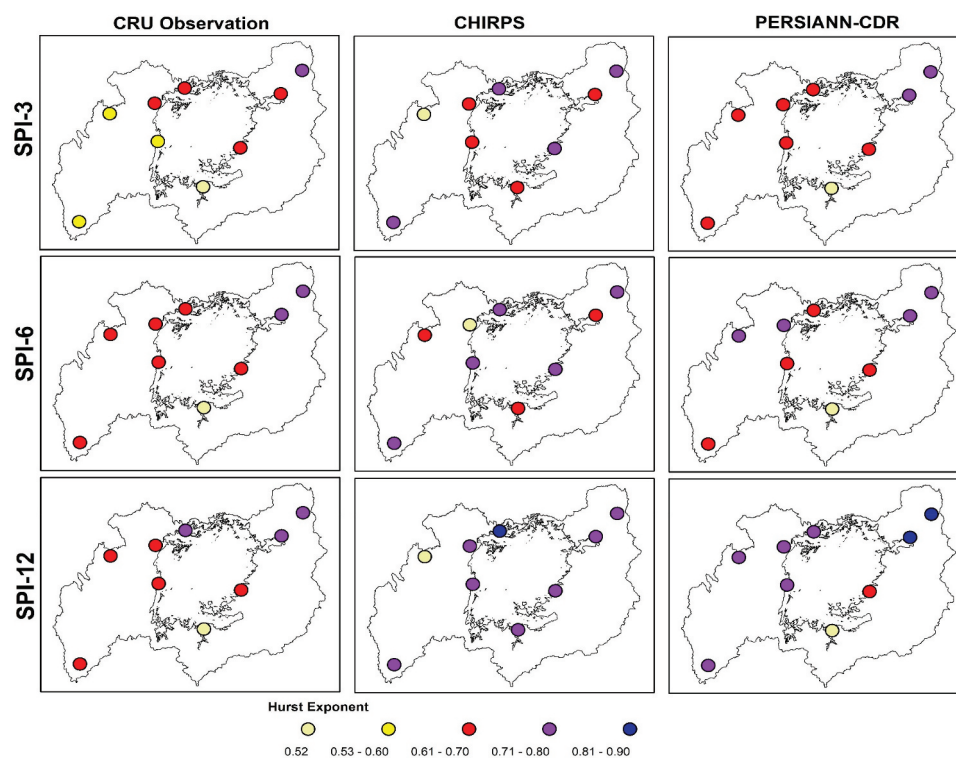 CRU Observation CHIRPS PERSIANN-CDR
SPI-3
SPI-6
SPI-12
Hurst Exponent
0.52 0.53 - 0.60 0.61 - 0.70 0.71 - 0.80 0.81 - 0.90